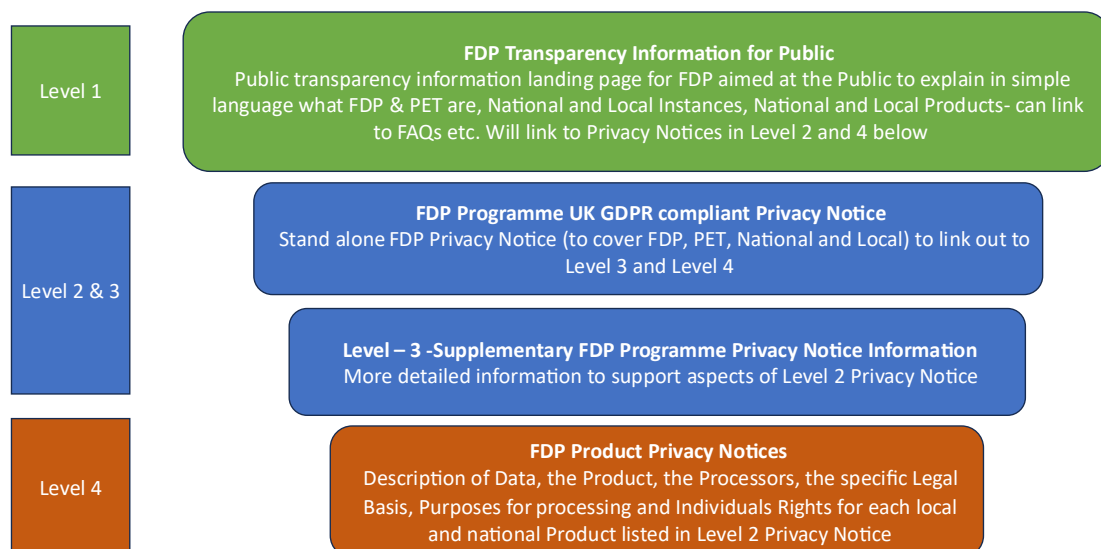 Level 1
FDP Transparency Information for Public
Public transparency information landing page for FDP aimed at the Public to explain in simple
language what FDP & PET are, National and Local Instances, National and Local Products- can link
to FAQs etc. Will link to Privacy Notices in Level 2 and 4 below
Level 2 & 3
FDP Programme UK GDPR compliant Privacy Notice
Stand alone FDP Privacy Notice (to cover FDP, PET, National and Local) to link out to
Level 3 and Level 4
Level – 3 -Supplementary FDP Programme Privacy Notice Information
More detailed information to support aspects of Level 2 Privacy Notice
Level 4
FDP Product Privacy Notices
Description of Data, the Product, the Processors, the specific Legal
Basis, Purposes for processing and Individuals Rights for each local
and national Product listed in Level 2 Privacy Notice